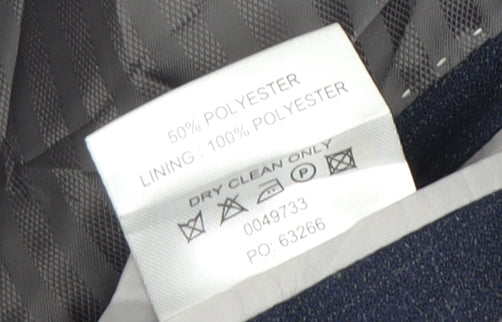 50% POLYESTER
LINING : 100% POLYESTER
DRY CLEAN ONLY
P
0049733
PO: 63266